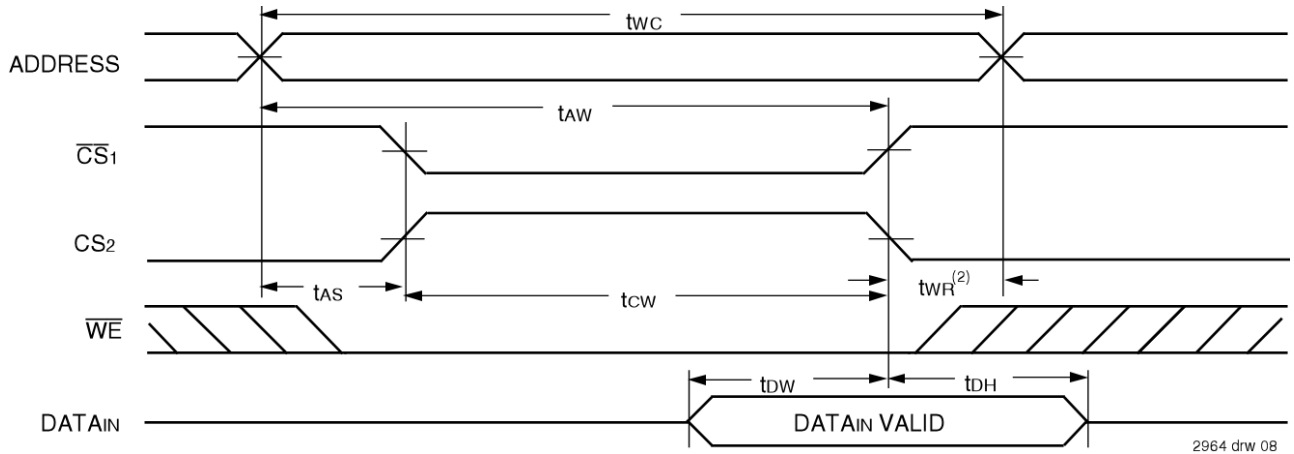 tWC
ADDRESS
tAW
CS1
CS2
tAS
tCW
tWR(2)
WE
tDW
tDH
DATAIN
DATAIN VALID
2964 drw 08